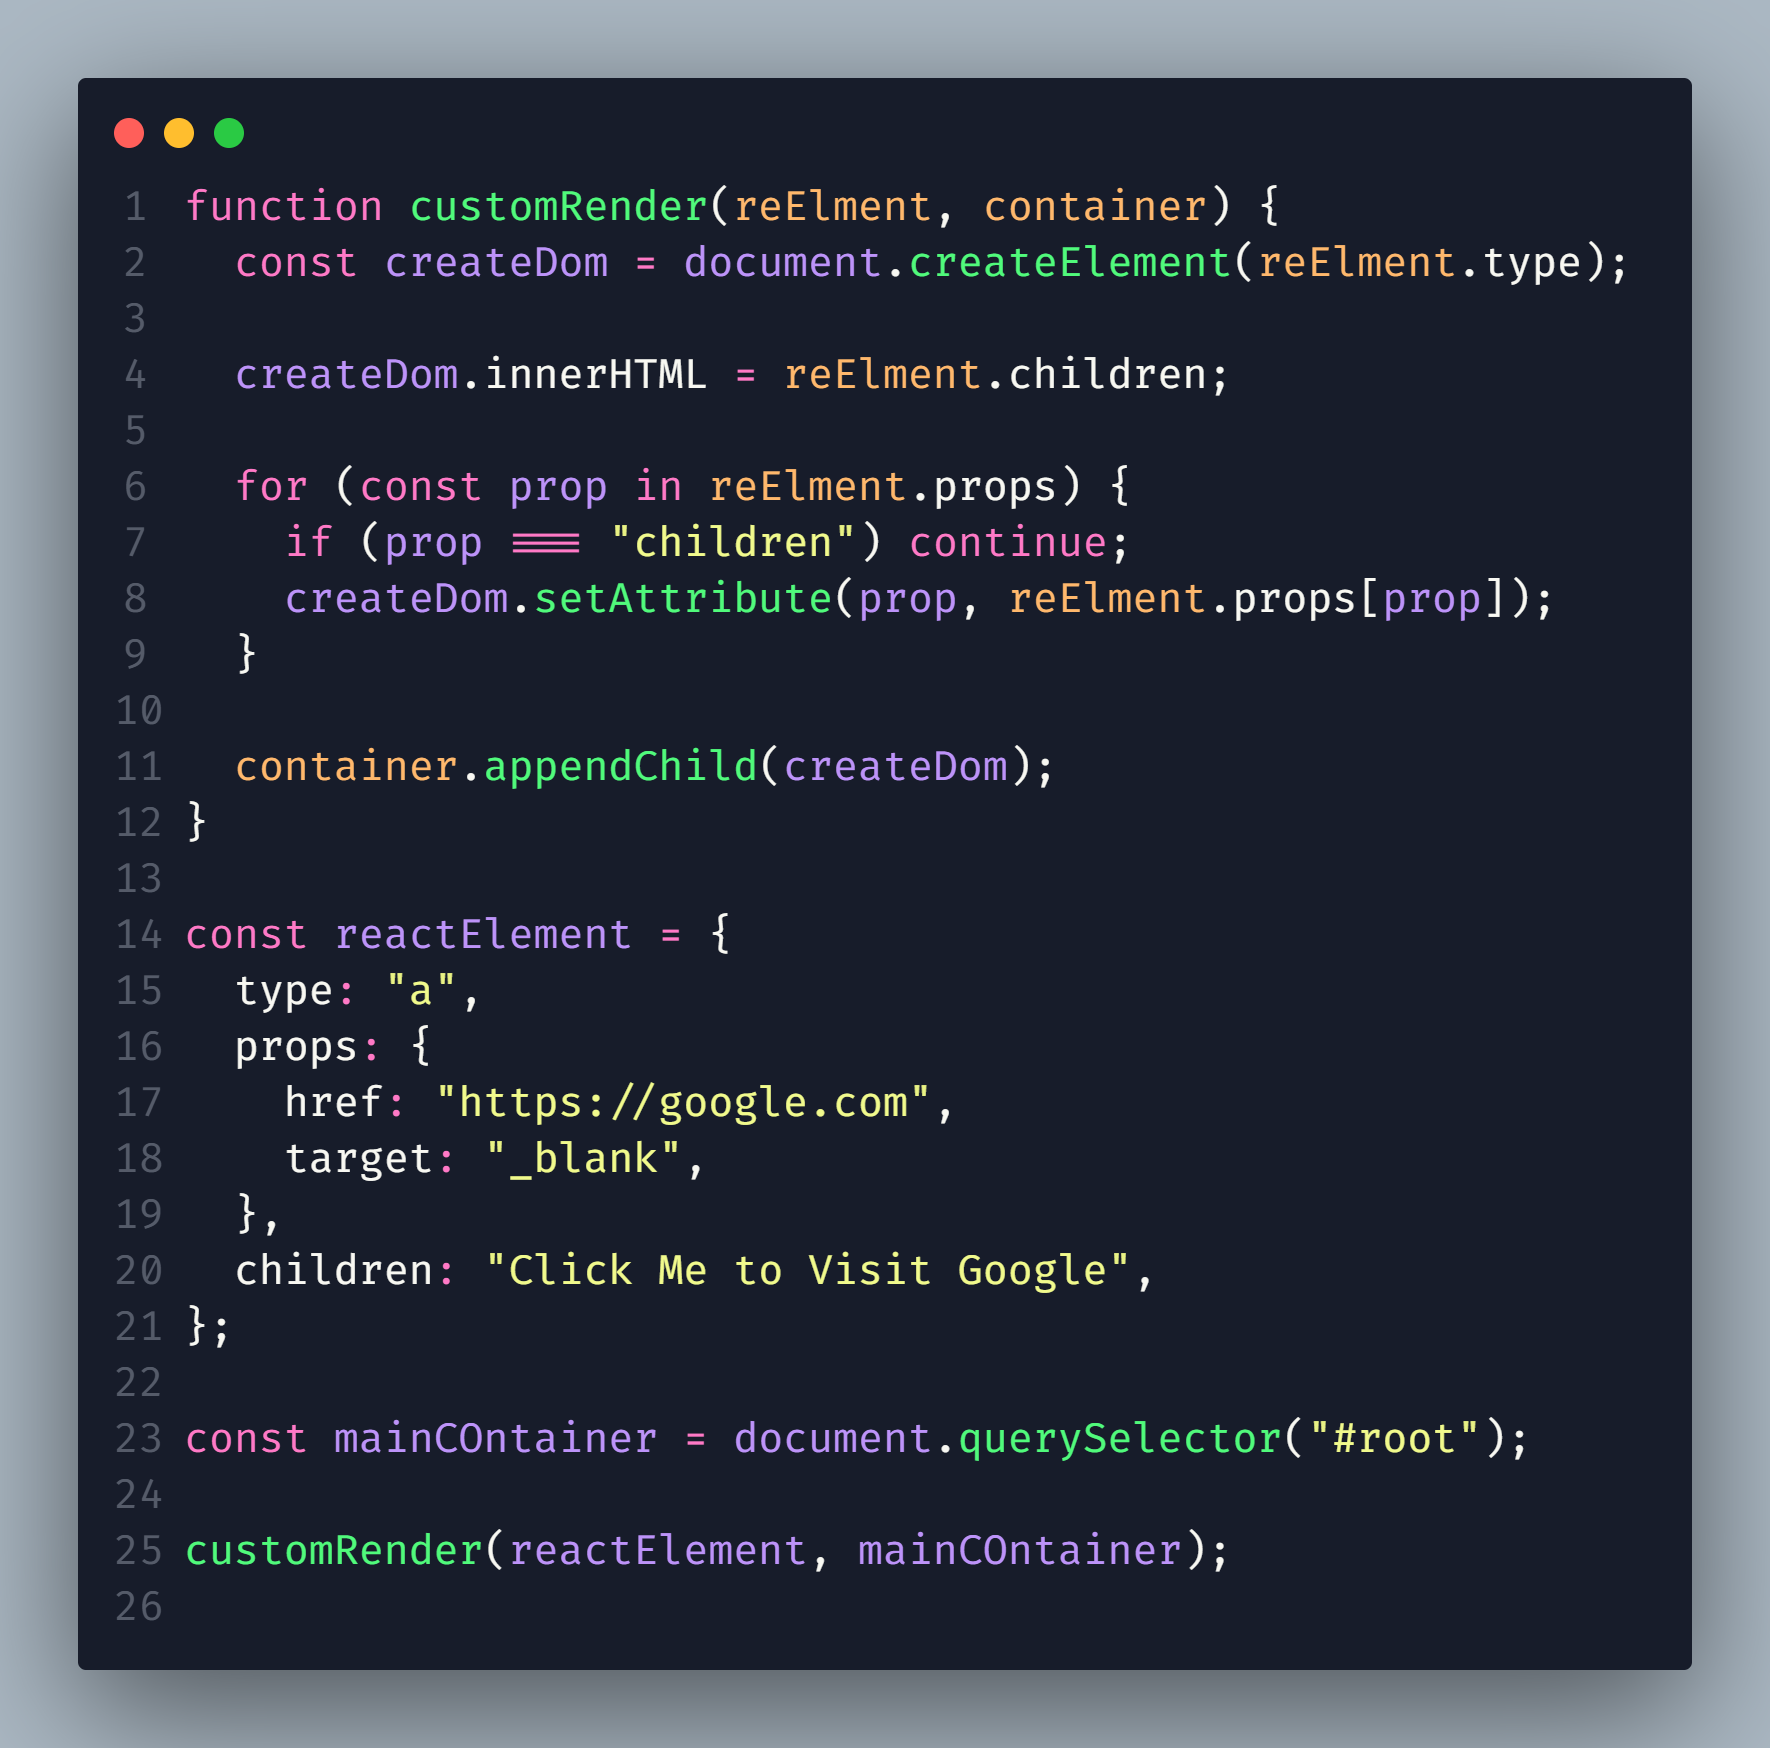 1 function customRender(reElment, container) {
2   const createDom = document.createElement(reElment.type);
3
4   createDom.innerHTML = reElment.children;
5
6   for (const prop in reElment.props) {
7     if (prop === "children") continue;
8     createDom.setAttribute(prop, reElment.props[prop]);
9   }
10
11   container.appendChild(createDom);
12 }
13
14 const reactElement = {
15   type: "a",
16   props: {
17     href: "https://google.com",
18     target: "_blank",
19   },
20   children: "Click Me to Visit Google",
21 };
22
23 const mainCOntainer = document.querySelector("#root");
24
25 customRender(reactElement, mainCOntainer);
26